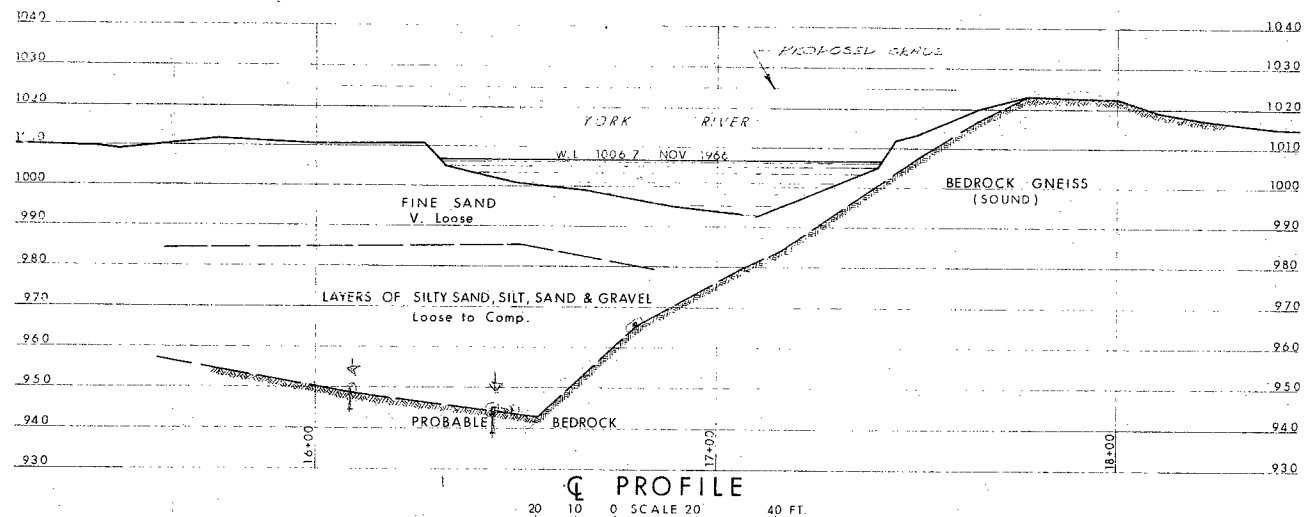 1040 1040
PROPOSED GRADE
1030 1030
1020 1020
YORK RIVER
1010 1010
W.L. 1006.7 NOV 1966
1000 1000
BEDROCK GNEISS
(SOUND)
FINE SAND
V. Loose
990 990
980 980
LAYERS OF SILTY SAND, SILT, SAND & GRAVEL
Loose to Comp.
970 970
960 960
950 950
940 940
PROBABLE BEDROCK
16+00 17+00 18+00
930 930
℄ PROFILE
20 10 0 SCALE 20' 40 FT.